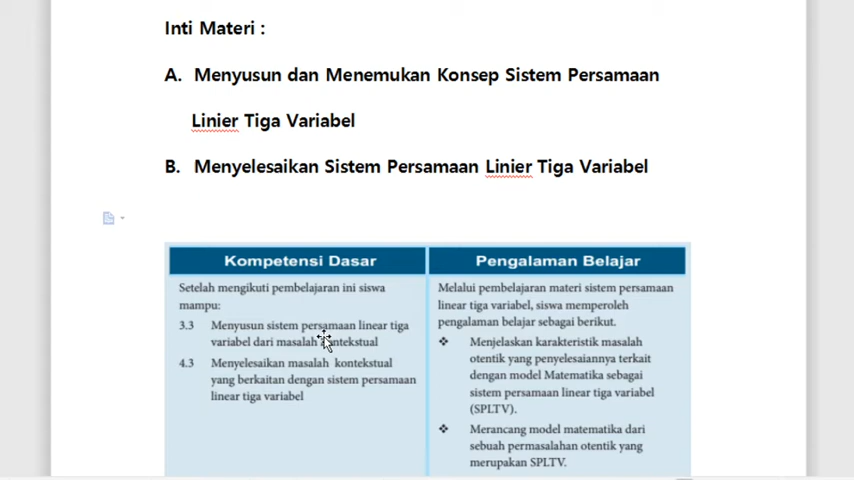 Inti Materi :
A. Menyusun dan Menemukan Konsep Sistem Persamaan
Linier Tiga Variabel
B. Menyelesaikan Sistem Persamaan Linier Tiga Variabel
Kompetensi Dasar
Setelah mengikuti pembelajaran ini siswa
mampu:
3.3 Menyusun sistem persamaan linear tiga
variabel dari masalah kontekstual
4.3 Menyelesaikan masalah kontekstual
yang berkaitan dengan sistem persamaan
linear tiga variabel
Pengalaman Belajar
Melalui pembelajaran materi sistem persamaan
linear tiga variabel, siswa memperoleh
pengalaman belajar sebagai berikut.
❖ Menjelaskan karakteristik masalah
otentik yang penyelesaiannya terkait
dengan model Matematika sebagai
sistem persamaan linear tiga variabel
(SPLTV).
❖ Merancang model matematika dari
sebuah permasalahan otentik yang
merupakan SPLTV.